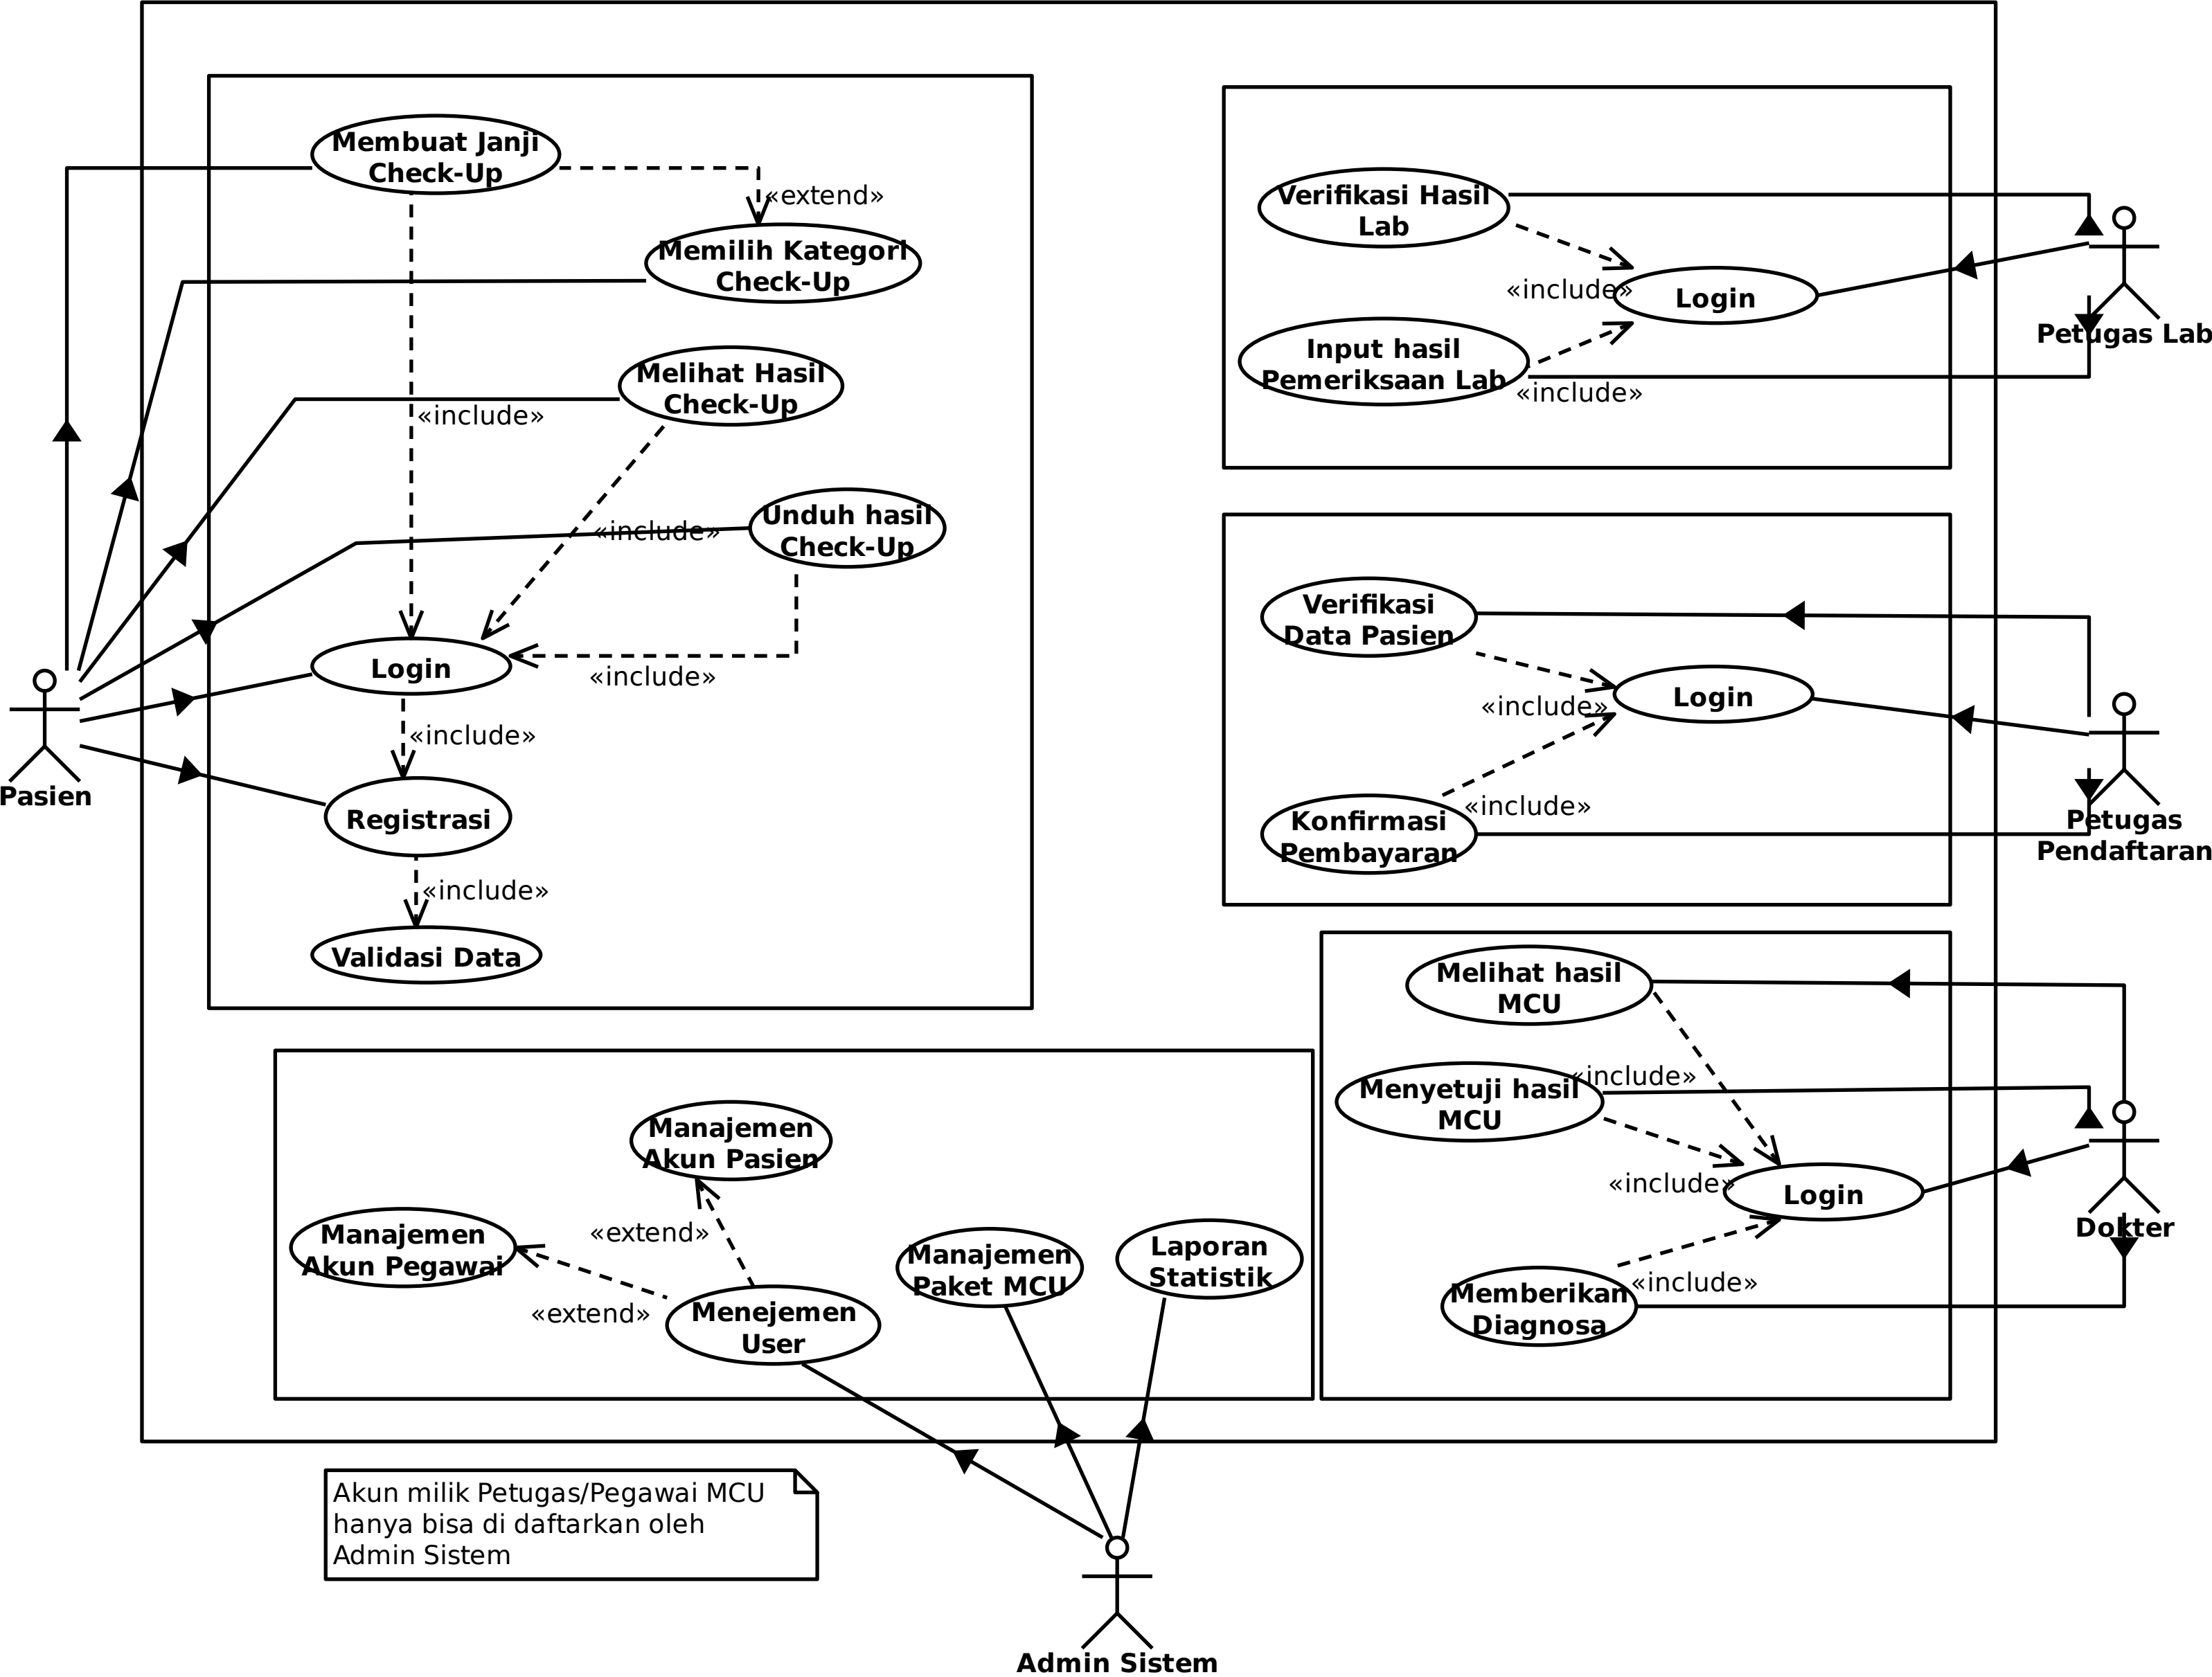 Membuat Janji
Check-Up
«extend»
Memilih Kategori
Check-Up
Melihat Hasil
Check-Up
«include»
Unduh hasil
Check-Up
«include»
Login
«include»
«include»
Registrasi
«include»
Validasi Data
Pasien
Verifikasi Hasil
Lab
«include»
Login
Input hasil
Pemeriksaan Lab
«include»
Petugas Lab
Verifikasi
Data Pasien
«include»
Login
«include»
Konfirmasi
Pembayaran
Petugas
Pendaftaran
Melihat hasil
MCU
«include»
Menyetuji hasil
MCU
«include»
Login
Dokter
«include»
Memberikan
Diagnosa
Manajemen
Akun Pasien
Manajemen
Akun Pegawai
«extend»
«extend»
Menejemen
User
Manajemen
Paket MCU
Laporan
Statistik
Akun milik Petugas/Pegawai MCU
hanya bisa di daftarkan oleh
Admin Sistem
Admin Sistem